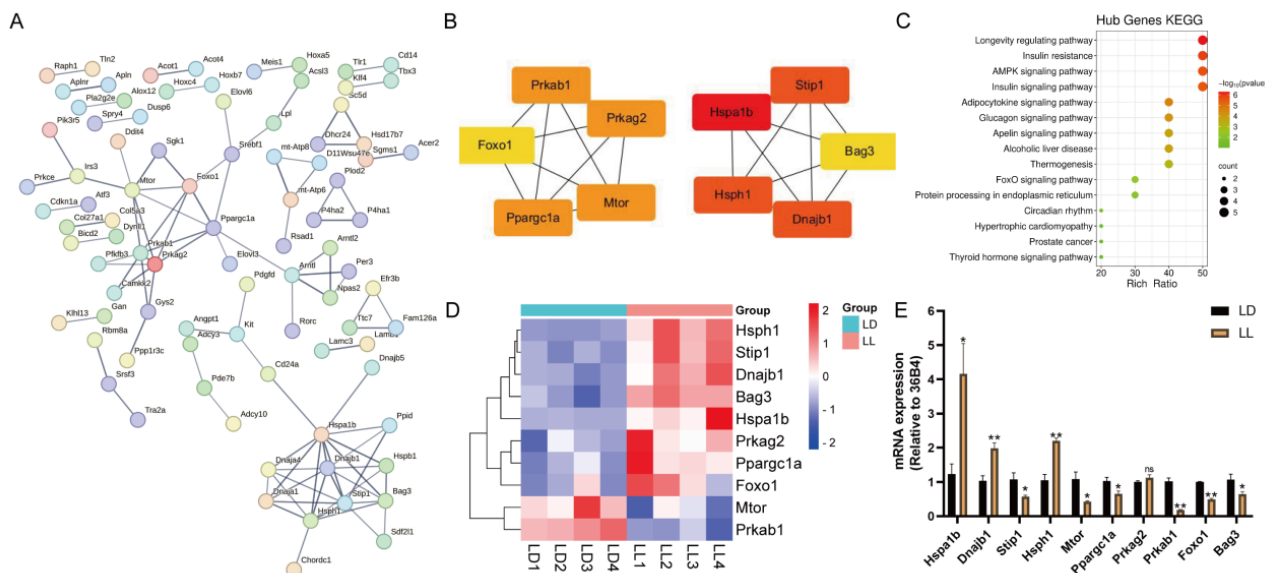 A
Raph1
Tln2
Acot1
Acot4
Meis1
Hoxa5
Tlr1
Cd14
Aplnr
Apln
Hoxc4
Hoxb7
Acsl3
Klf4
Tbx3
Pla2g2e
Alox12
Elovl6
Sc5d
Spry4
Dusp6
Lpl
Pik3r5
Ddit4
Sgk1
Srebf1
Dhcr24
Hsd17b7
Acer2
mt-Atp8
D11Wsu47e
Sgms1
Prkce
Irs3
Mtor
Foxo1
Plod2
Cdkn1a
Atf3
mt-Atp6
P4ha2
P4ha1
Col27a1
Col5a3
Ppargc1a
Rsad1
Bicd2
Dynll1
Prkab1
Arntl2
Pfkfb3
Prkag2
Elovl3
Arntl
Per3
Camkk2
Npas2
Efr3b
Gys2
Pdgfd
Klhl13
Gan
Rorc
Ttc7
Fam126a
Rbm8a
Angpt1
Kit
Adcy3
Lamc3
Ppp1r3c
Cd24a
Dnajb5
Srsf3
Pde7b
Tra2a
Adcy10
Hspa1b
Ppid
Dnaja4
Dnajb1
Hspb1
Dnaja1
Stip1
Bag3
Hsph1
Sdf2l1
Chordc1
B
Prkab1
Prkag2
Foxo1
Ppargc1a
Mtor
Stip1
Hspa1b
Bag3
Hsph1
Dnajb1
C
Hub Genes KEGG
Longevity regulating pathway
Insulin resistance
AMPK signaling pathway
Insulin signaling pathway
Adipocytokine signaling pathway
Glucagon signaling pathway
Apelin signaling pathway
Alcoholic liver disease
Thermogenesis
FoxO signaling pathway
Protein processing in endoplasmic reticulum
Circadian rhythm
Hypertrophic cardiomyopathy
Prostate cancer
Thyroid hormone signaling pathway
20 30 40 50
Rich Ratio
-log10(pvalue
6
5
4
3
2
count
2
3
4
5
D
Group
Hsph1
Stip1
Dnajb1
Bag3
Hspa1b
Prkag2
Ppargc1a
Foxo1
Mtor
Prkab1
LD1 LD2 LD3 LD4 LL1 LL2 LL3 LL4
2
1
0
-1
-2
Group
LD
LL
E
LD
LL
mRNA expression
(Relative to 36B4)
6
5
4
3
2
1
0
* ** * ** * * ns ** ** *
Hspa1b Dnajb1 Stip1 Hsph1 Mtor Ppargc1a Prkag2 Prkab1 Foxo1 Bag3